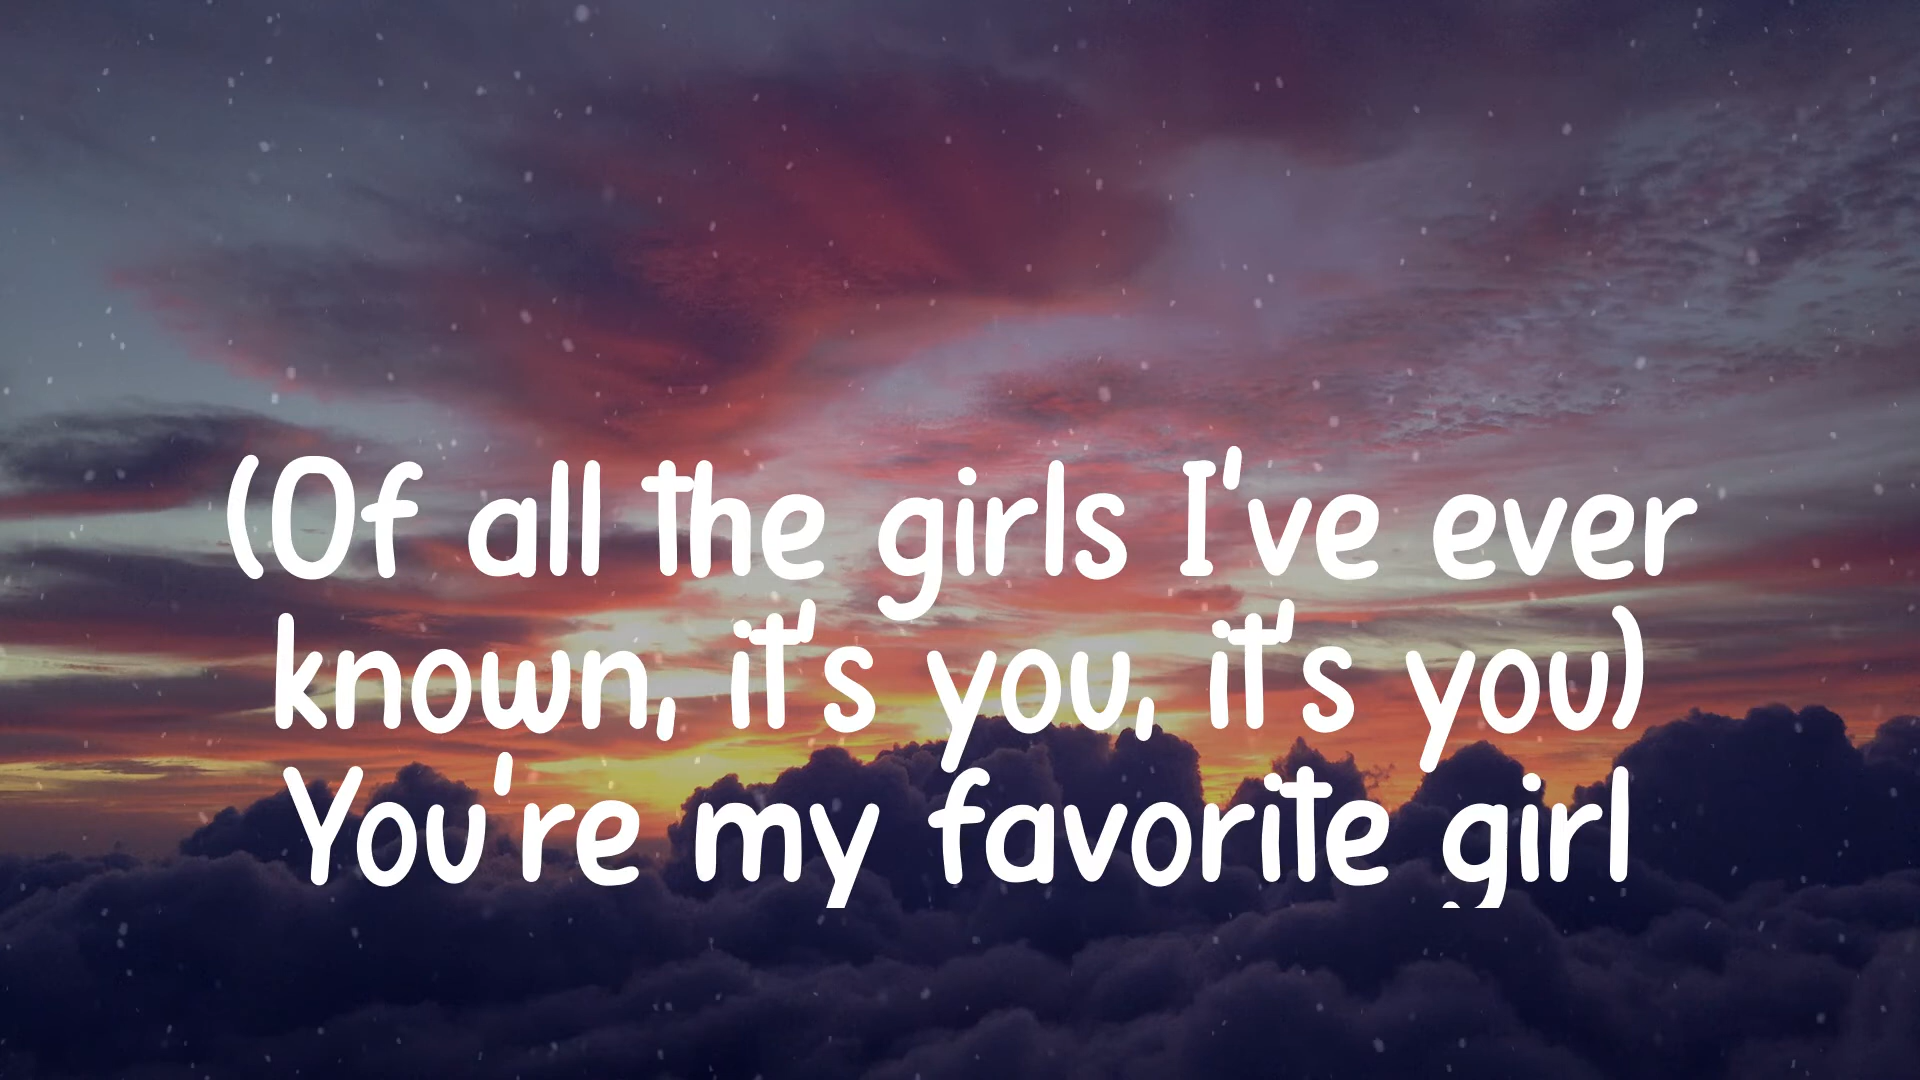 (Of all the girls I've ever
known, it's you, it's you)
You're my favorite girl